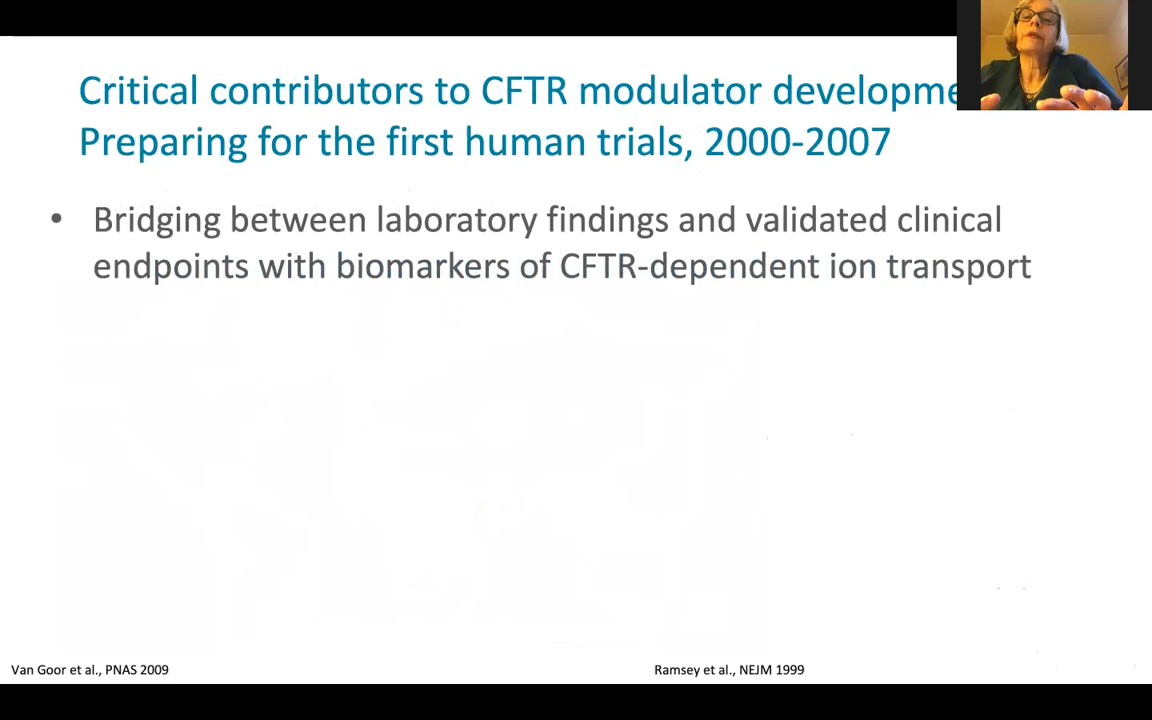 Critical contributors to CFTR modulator developme
Preparing for the first human trials, 2000-2007
• Bridging between laboratory findings and validated clinical
endpoints with biomarkers of CFTR-dependent ion transport
Van Goor et al., PNAS 2009
Ramsey et al., NEJM 1999